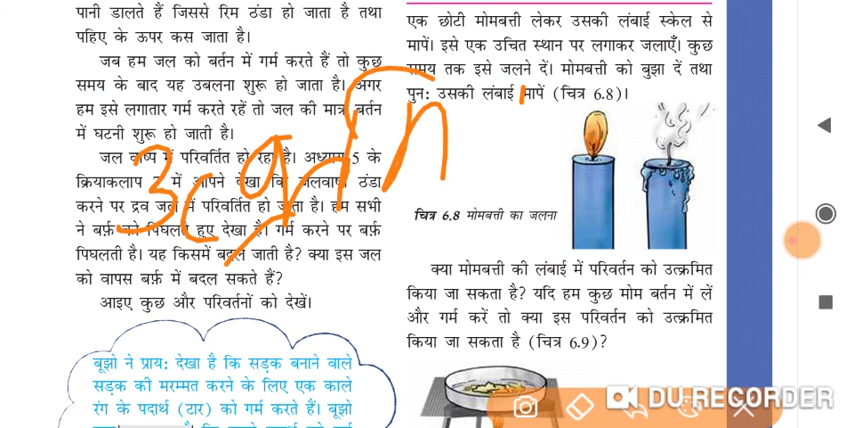 पानी डालते हैं जिससे रिम ठंडा हो जाता है तथा
पहिए के ऊपर कस जाता है।
जब हम जल को बर्तन में गर्म करते हैं तो कुछ
समय के बाद यह उबलना शुरू हो जाता है। अगर
हम इसे लगातार गर्म करते रहें तो जल की मात्रा बर्तन
में घटनी शुरू हो जाती है।
जल वाष्प में परिवर्तित हो रहा है। अध्याय 5 के
क्रियाकलाप में आपने देखा कि जलवाष्प ठंडा
करने पर द्रव जल में परिवर्तित हो जाता है। हम सभी
ने बर्फ़ को पिघलते हुए देखा है। गर्म करने पर बर्फ़
पिघलती है। यह किसमें बदल जाती है? क्या इस जल
को वापस बर्फ़ में बदल सकते हैं?
आइए कुछ और परिवर्तनों को देखें।
बूझो ने प्राय: देखा है कि सड़क बनाने वाले
सड़क की मरम्मत करने के लिए एक काले
रंग के पदार्थ (टार) को गर्म करते हैं। बूझो
एक छोटी मोमबत्ती लेकर उसकी लंबाई स्केल से
मापें। इसे एक उचित स्थान पर लगाकर जलाएँ। कुछ
समय तक इसे जलने दें। मोमबत्ती को बुझा दें तथा
पुन: उसकी लंबाई मापें (चित्र 6.8)।
चित्र 6.8 मोमबत्ती का जलना
क्या मोमबत्ती की लंबाई में परिवर्तन को उत्क्रमित
किया जा सकता है? यदि हम कुछ मोम बर्तन में लें
और गर्म करें तो क्या इस परिवर्तन को उत्क्रमित
किया जा सकता है (चित्र 6.9)?
DU RECORDER